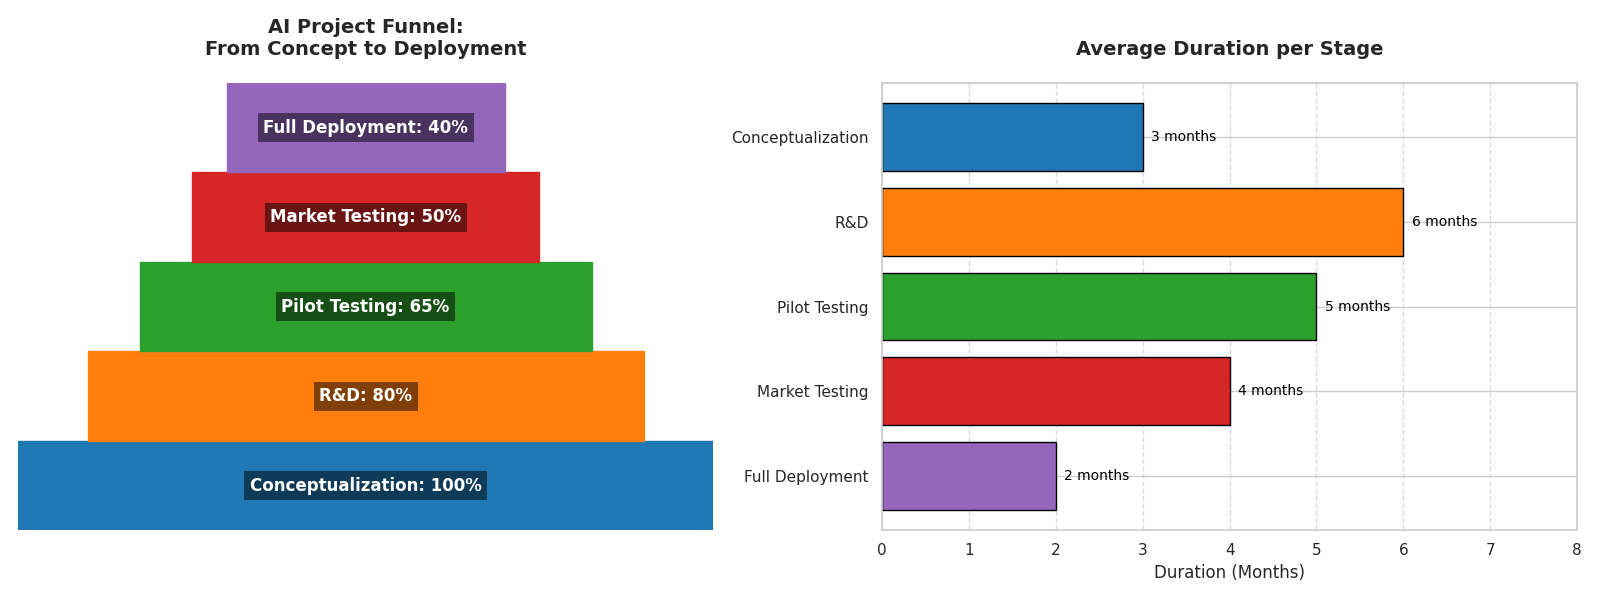 AI Project Funnel:
From Concept to Deployment
Full Deployment: 40%
Market Testing: 50%
Pilot Testing: 65%
R&D: 80%
Conceptualization: 100%
Average Duration per Stage
Conceptualization
3 months
R&D
6 months
Pilot Testing
5 months
Market Testing
4 months
Full Deployment
2 months
0 1 2 3 4 5 6 7 8
Duration (Months)